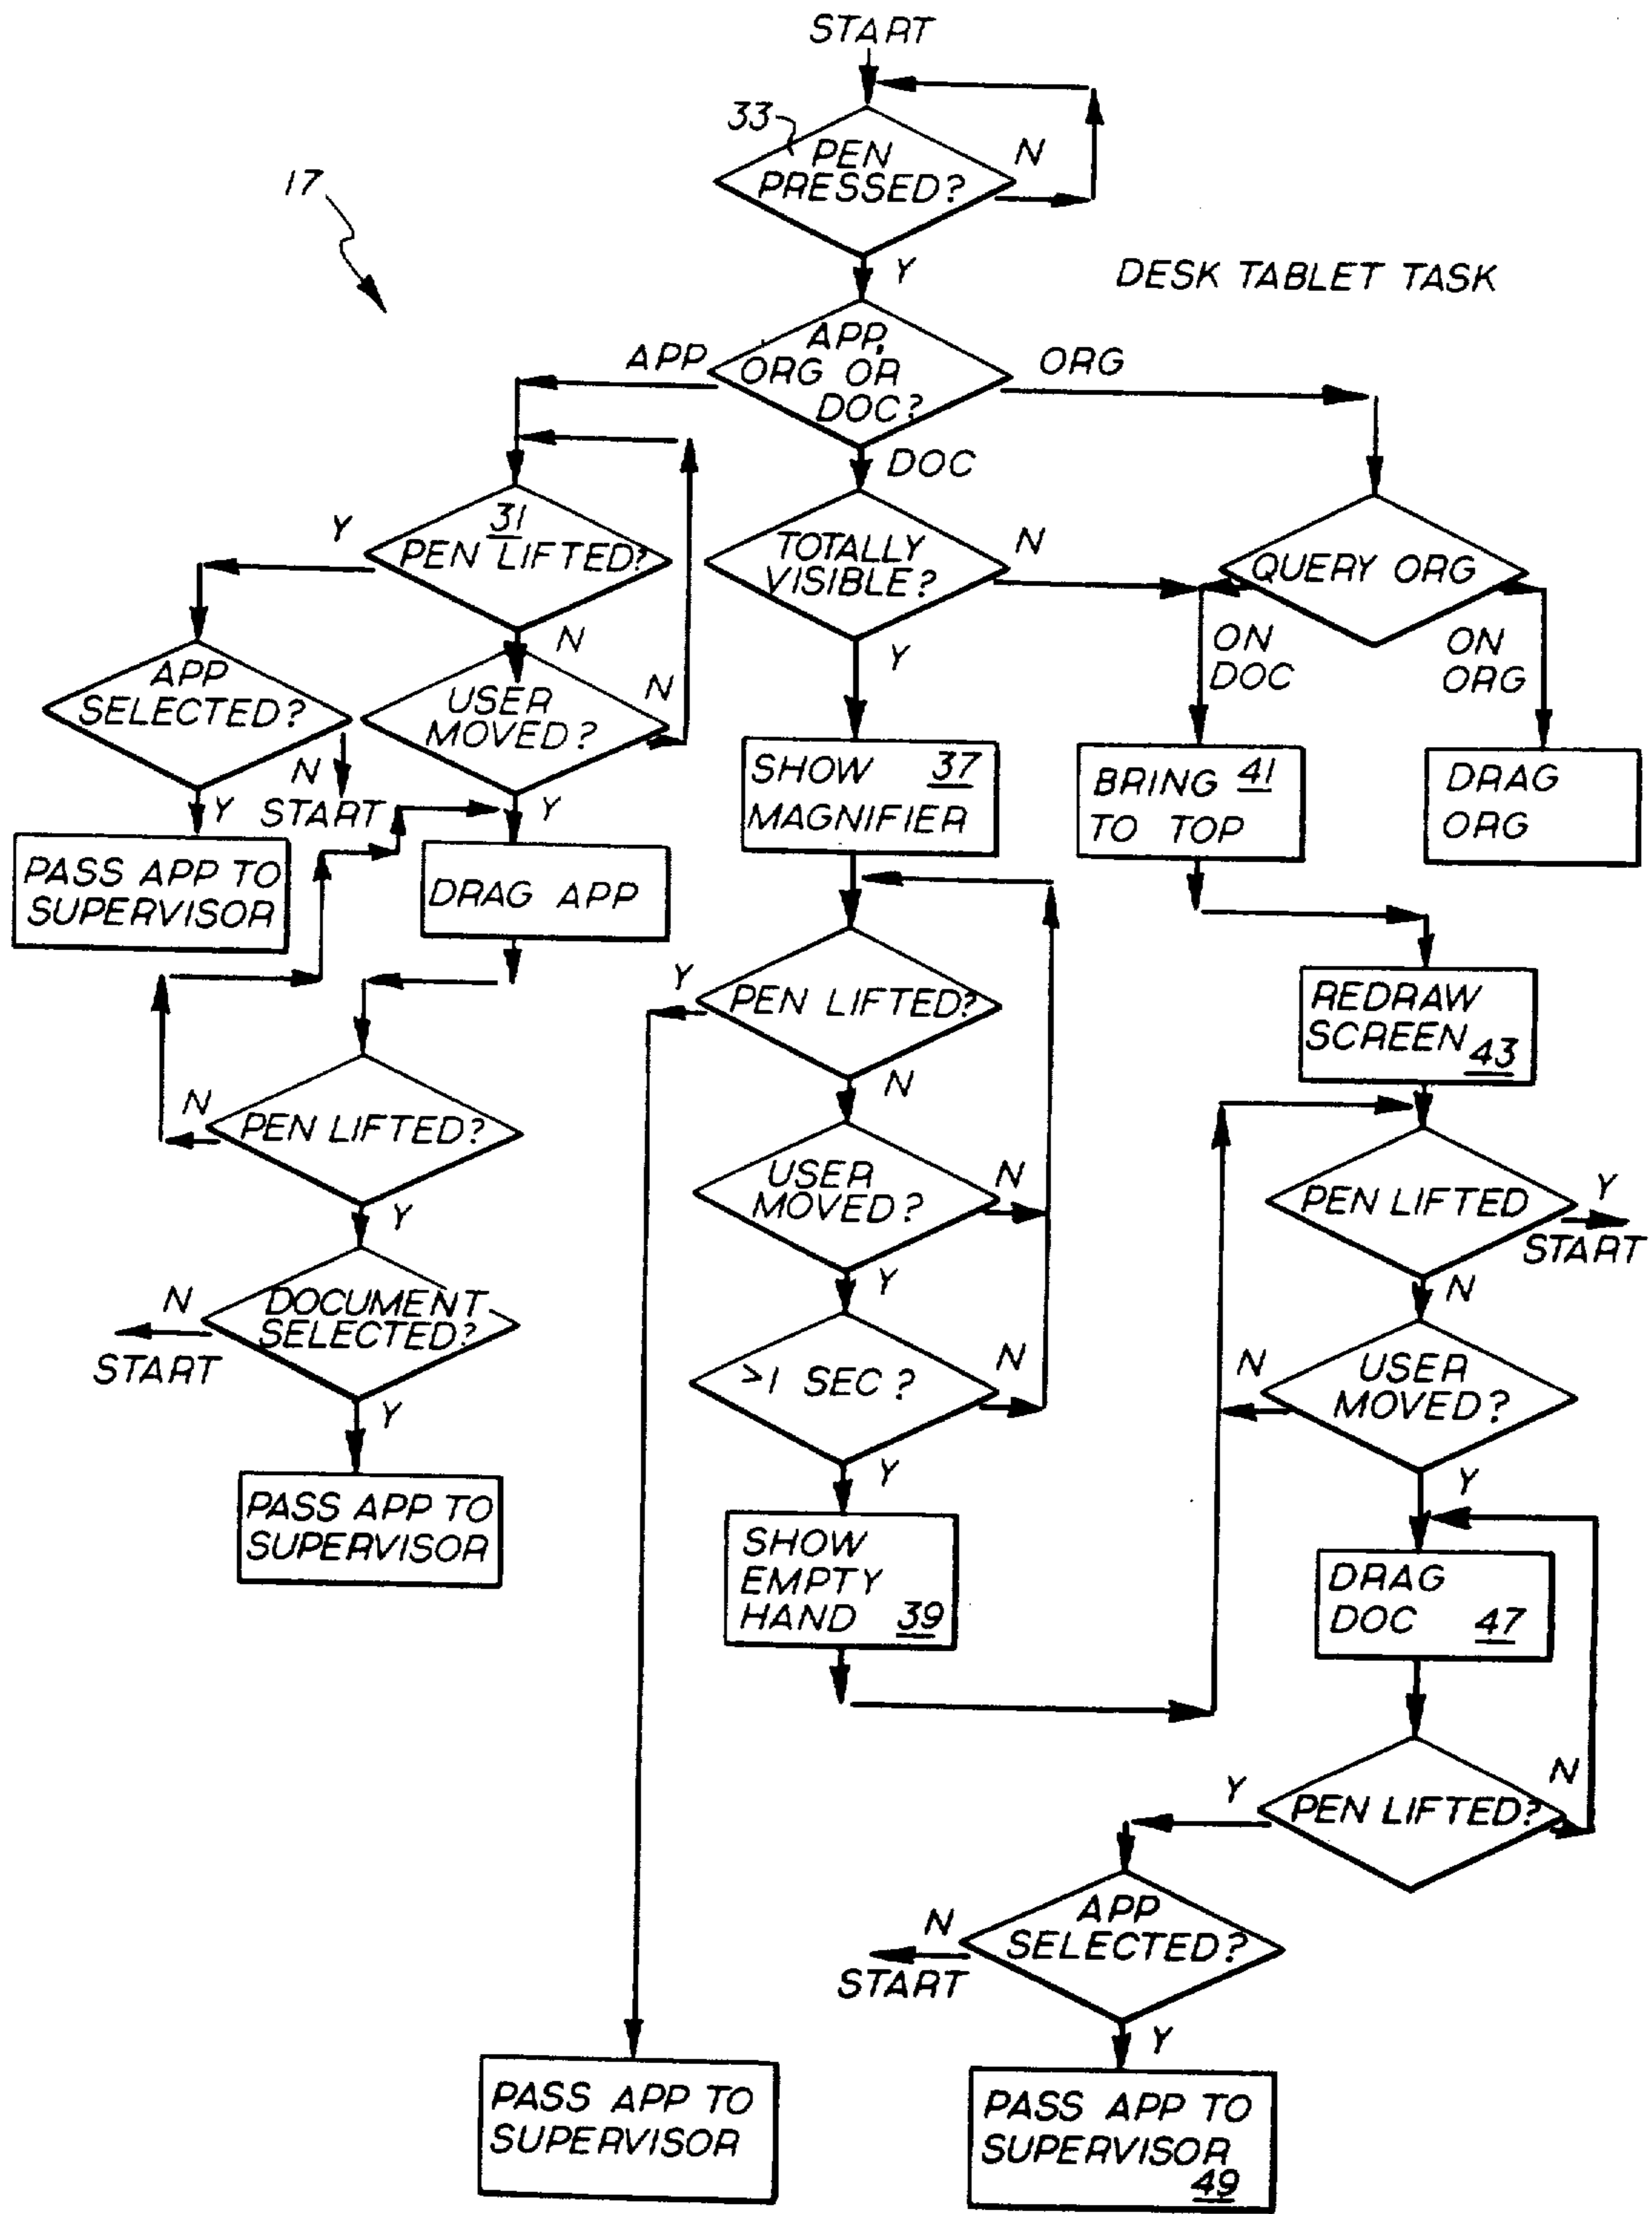 START
33
PEN
PRESSED?
N
17
Y
DESK TABLET TASK
APP,
ORG OR
DOC?
APP
ORG
DOC
31
PEN LIFTED?
Y
N
TOTALLY
VISIBLE?
N
Y
QUERY ORG
ON
DOC
ON
ORG
APP
SELECTED?
N
START
Y
USER
MOVED?
N
Y
PASS APP TO
SUPERVISOR
DRAG APP
SHOW 37
MAGNIFIER
BRING 41
TO TOP
DRAG
ORG
Y
PEN LIFTED?
N
REDRAW
SCREEN 43
N
PEN LIFTED?
Y
USER
MOVED?
N
Y
PEN LIFTED
Y
START
N
N
DOCUMENT
SELECTED?
START
Y
>1 SEC?
N
Y
N
USER
MOVED?
Y
PASS APP TO
SUPERVISOR
SHOW
EMPTY
HAND 39
DRAG
DOC 47
Y
PEN LIFTED?
N
N
APP
SELECTED?
START
Y
PASS APP TO
SUPERVISOR
PASS APP TO
SUPERVISOR
49